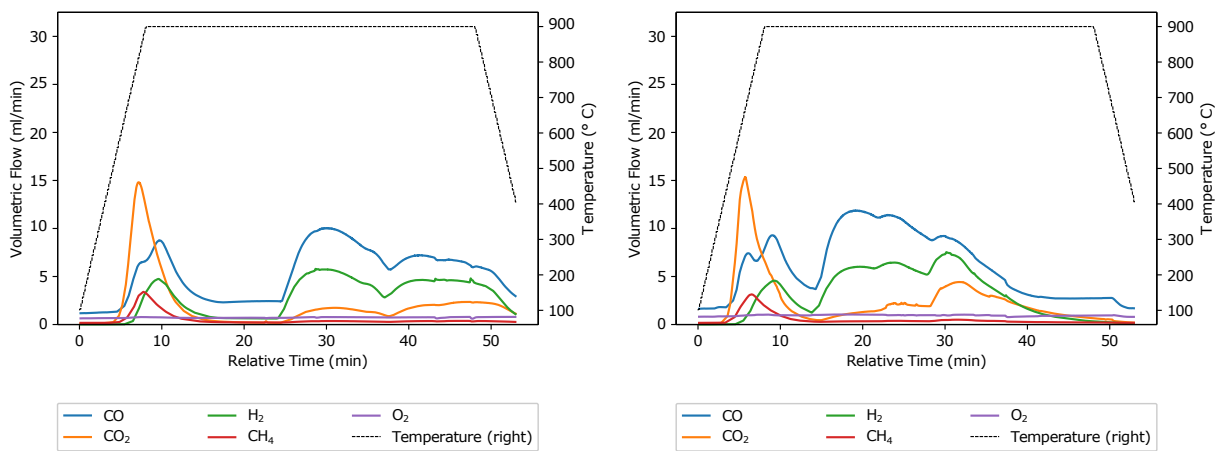 30
25
20
15
10
5
0
Volumetric Flow (ml/min)
900
800
700
600
500
400
300
200
100
Temperature (° C)
0
10
20
30
40
50
Relative Time (min)
CO
CO₂
H₂
CH₄
O₂
Temperature (right)
30
25
20
15
10
5
0
Volumetric Flow (ml/min)
900
800
700
600
500
400
300
200
100
Temperature (° C)
0
10
20
30
40
50
Relative Time (min)
CO
CO₂
H₂
CH₄
O₂
Temperature (right)